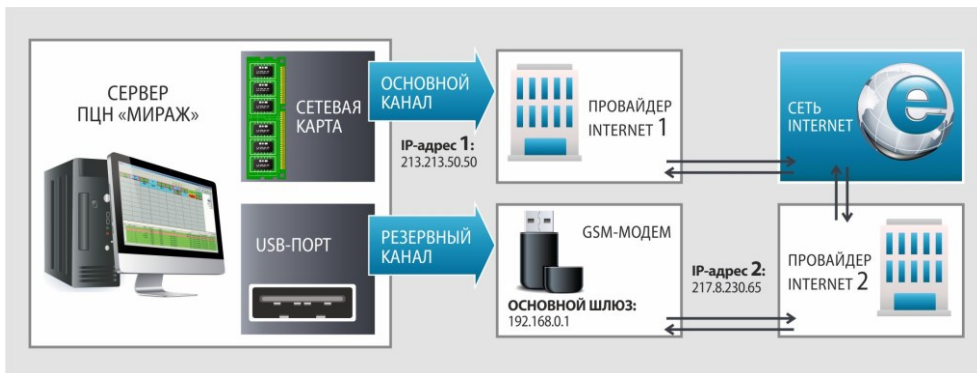 СЕРВЕР
ПЦН «МИРАЖ»
СЕТЕВАЯ
КАРТА
ОСНОВНОЙ
КАНАЛ
IP-адрес 1:
213.213.50.50
ПРОВАЙДЕР
INTERNET 1
СЕТЬ
INTERNET
USB-ПОРТ
РЕЗЕРВНЫЙ
КАНАЛ
GSM-МОДЕМ
ОСНОВНОЙ ШЛЮЗ:
192.168.0.1
IP-адрес 2:
217.8.230.65
ПРОВАЙДЕР
INTERNET 2